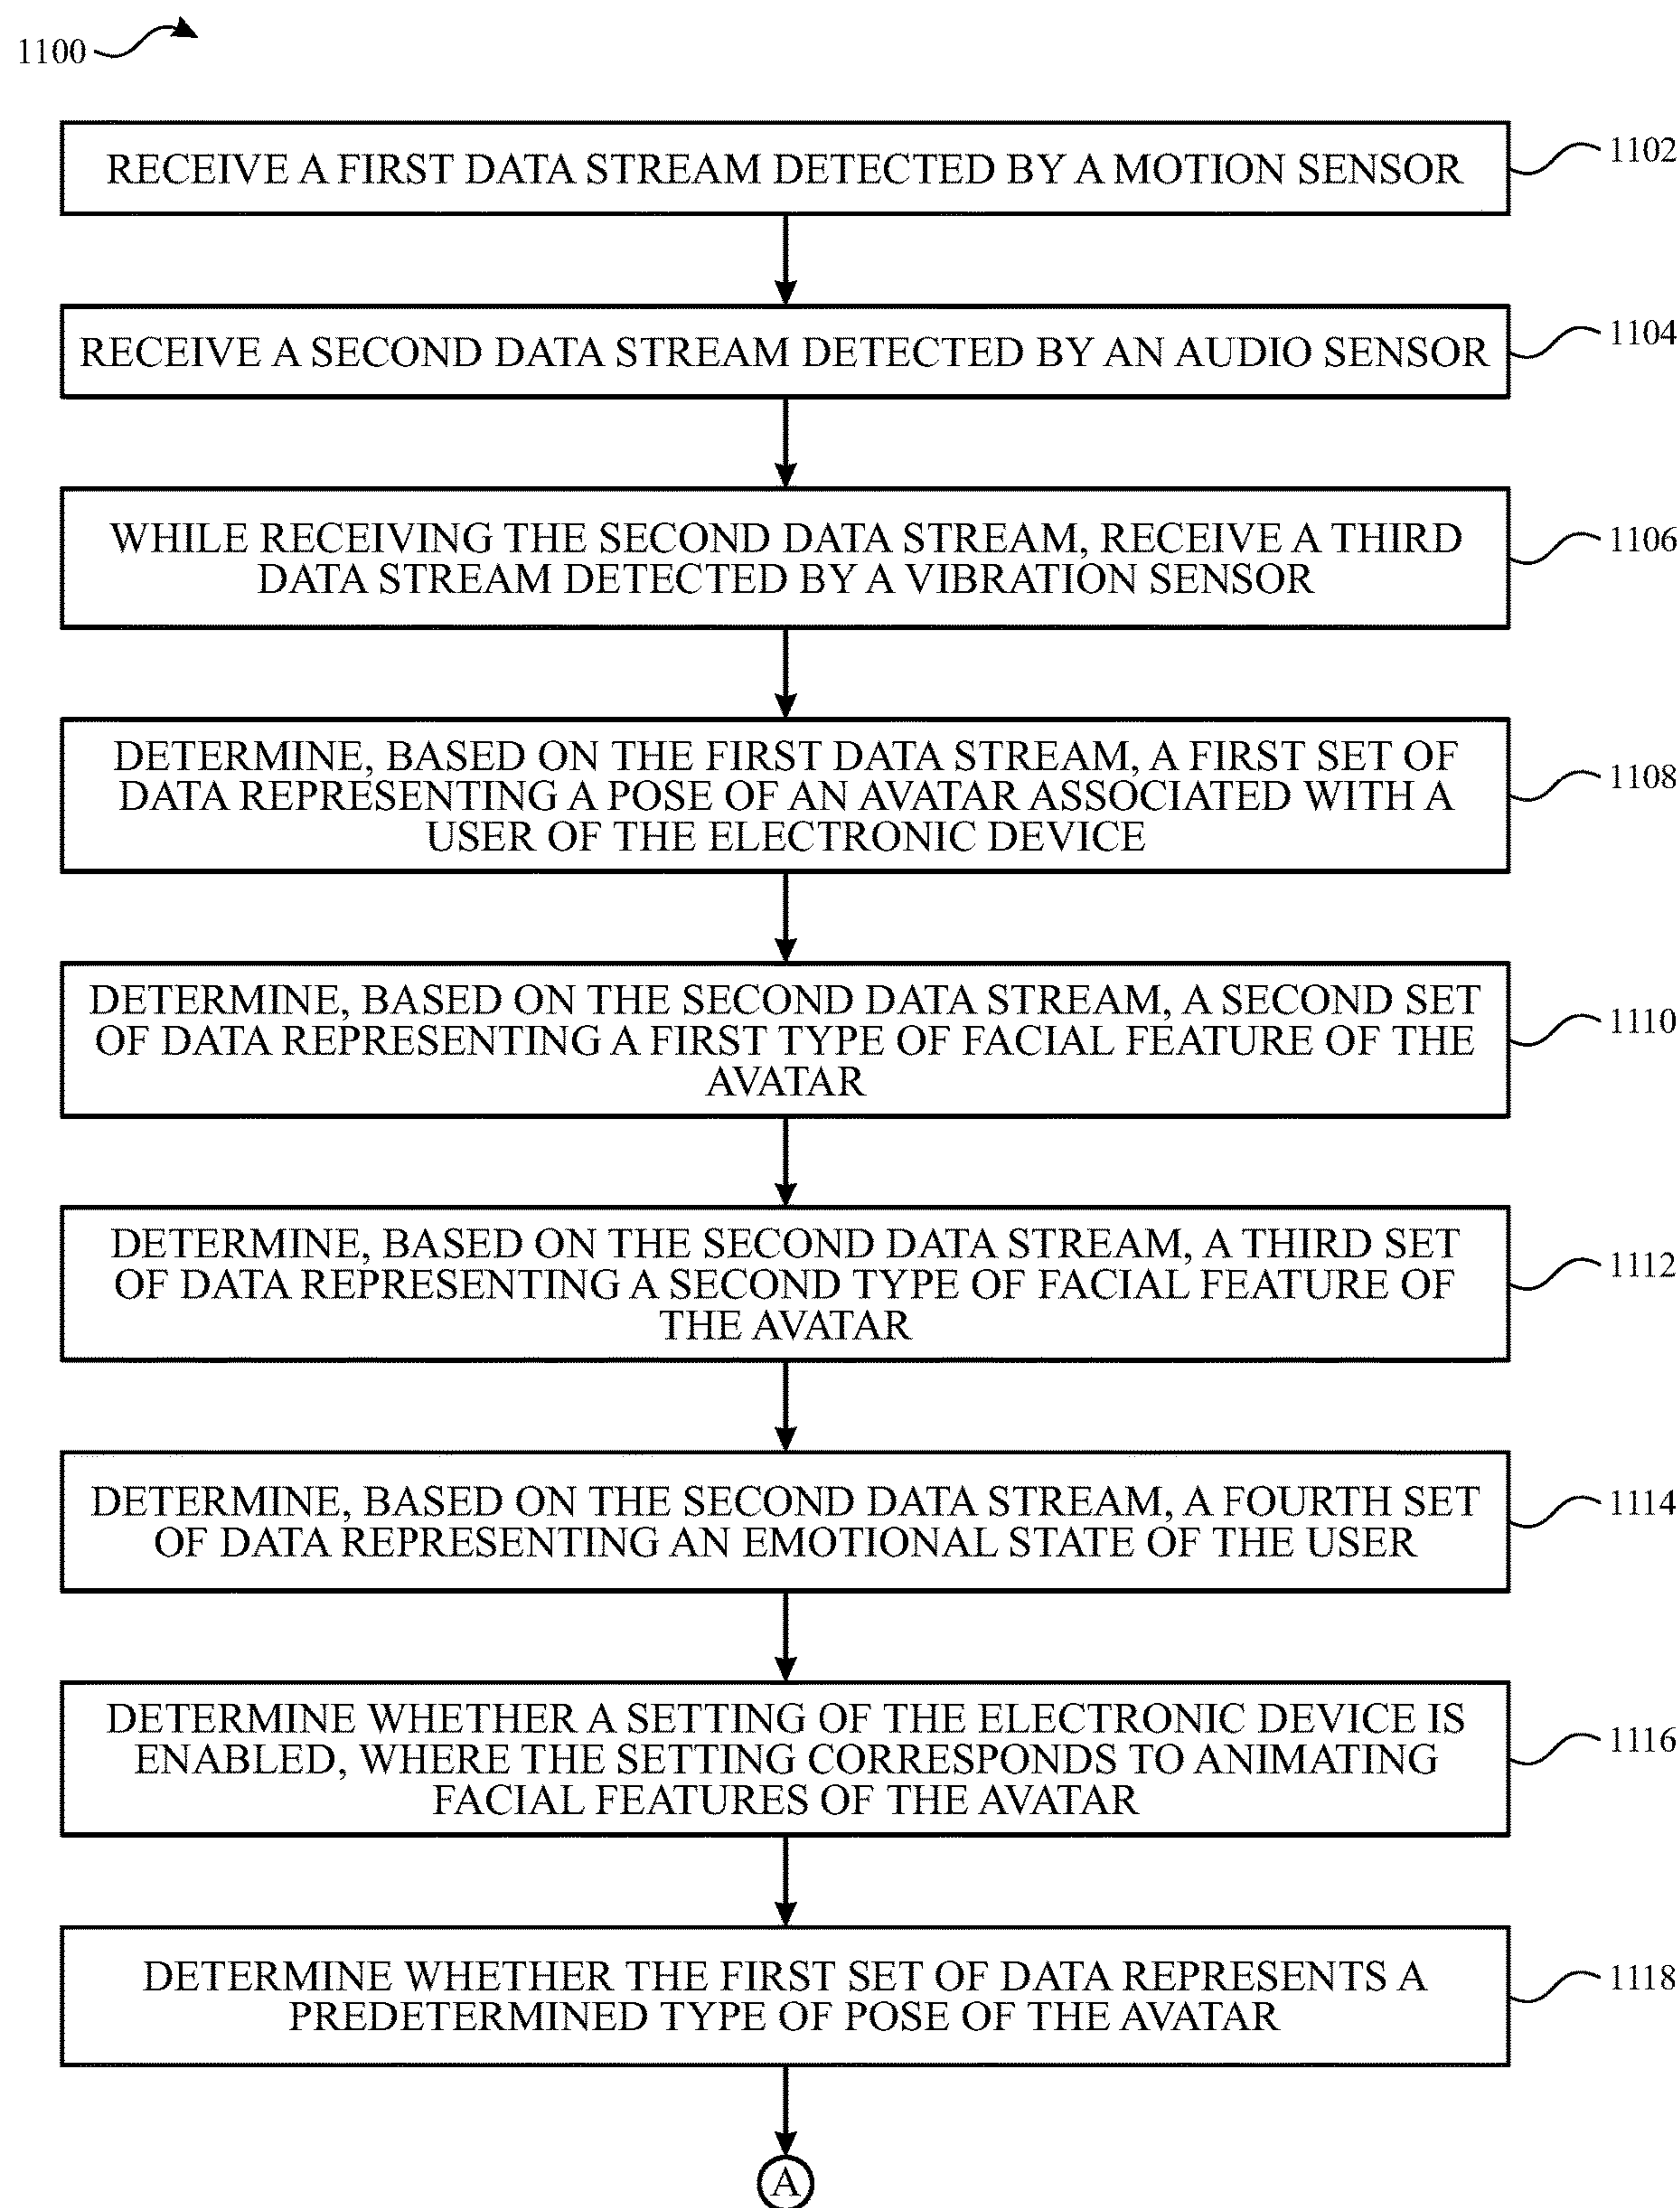 1100
RECEIVE A FIRST DATA STREAM DETECTED BY A MOTION SENSOR
1102
RECEIVE A SECOND DATA STREAM DETECTED BY AN AUDIO SENSOR
1104
WHILE RECEIVING THE SECOND DATA STREAM, RECEIVE A THIRD
DATA STREAM DETECTED BY A VIBRATION SENSOR
1106
DETERMINE, BASED ON THE FIRST DATA STREAM, A FIRST SET OF
DATA REPRESENTING A POSE OF AN AVATAR ASSOCIATED WITH A
USER OF THE ELECTRONIC DEVICE
1108
DETERMINE, BASED ON THE SECOND DATA STREAM, A SECOND SET
OF DATA REPRESENTING A FIRST TYPE OF FACIAL FEATURE OF THE
AVATAR
1110
DETERMINE, BASED ON THE SECOND DATA STREAM, A THIRD SET
OF DATA REPRESENTING A SECOND TYPE OF FACIAL FEATURE OF
THE AVATAR
1112
DETERMINE, BASED ON THE SECOND DATA STREAM, A FOURTH SET
OF DATA REPRESENTING AN EMOTIONAL STATE OF THE USER
1114
DETERMINE WHETHER A SETTING OF THE ELECTRONIC DEVICE IS
ENABLED, WHERE THE SETTING CORRESPONDS TO ANIMATING
FACIAL FEATURES OF THE AVATAR
1116
DETERMINE WHETHER THE FIRST SET OF DATA REPRESENTS A
PREDETERMINED TYPE OF POSE OF THE AVATAR
1118
A